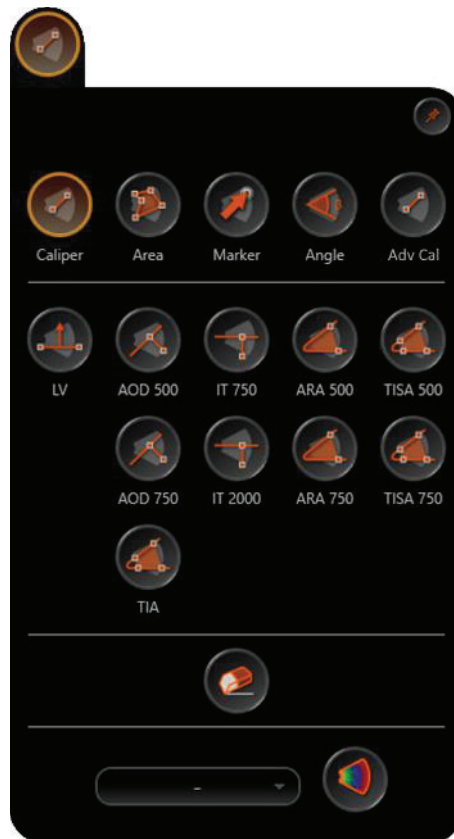 Caliper Area Marker Angle Adv Cal
LV AOD 500 IT 750 ARA 500 TISA 500
AOD 750 IT 2000 ARA 750 TISA 750
TIA
-